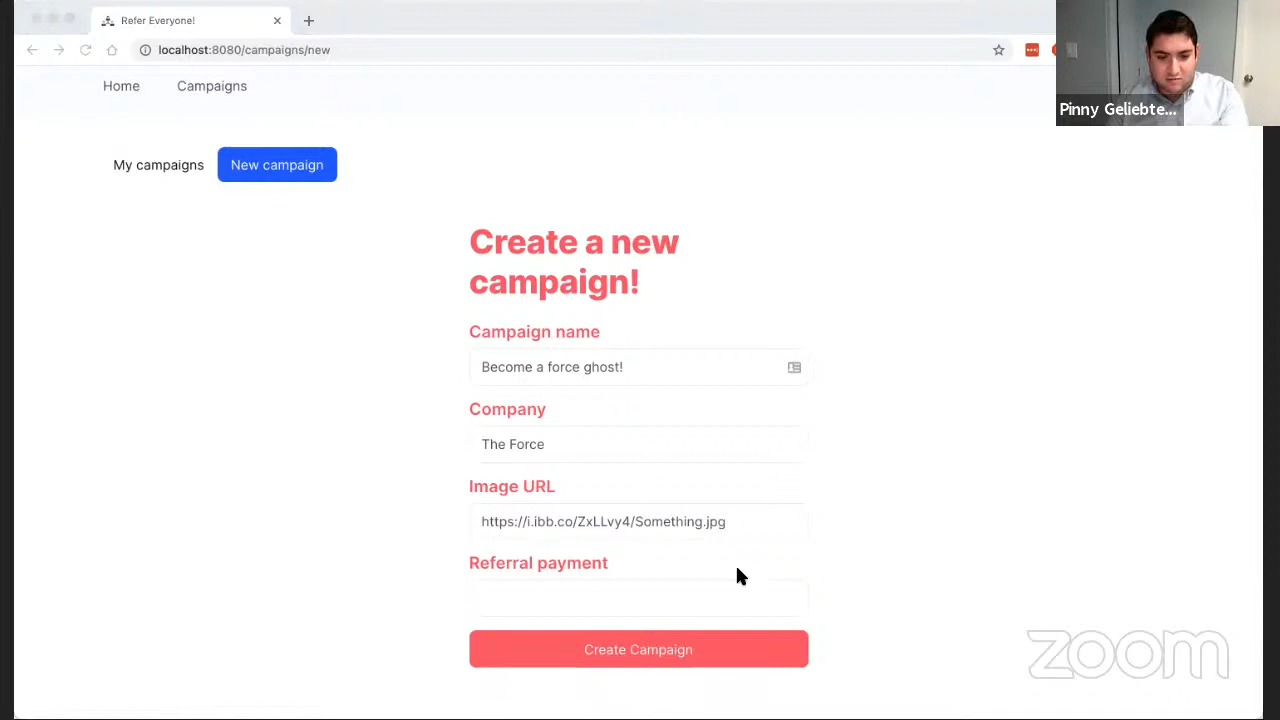 Refer Everyone!
localhost:8080/campaigns/new
Home Campaigns
Pinny Geliebte...
My campaigns New campaign
Create a new
campaign!
Campaign name
Become a force ghost!
Company
The Force
Image URL
https://i.ibb.co/ZxLLvy4/Something.jpg
Referral payment
Create Campaign
zoom